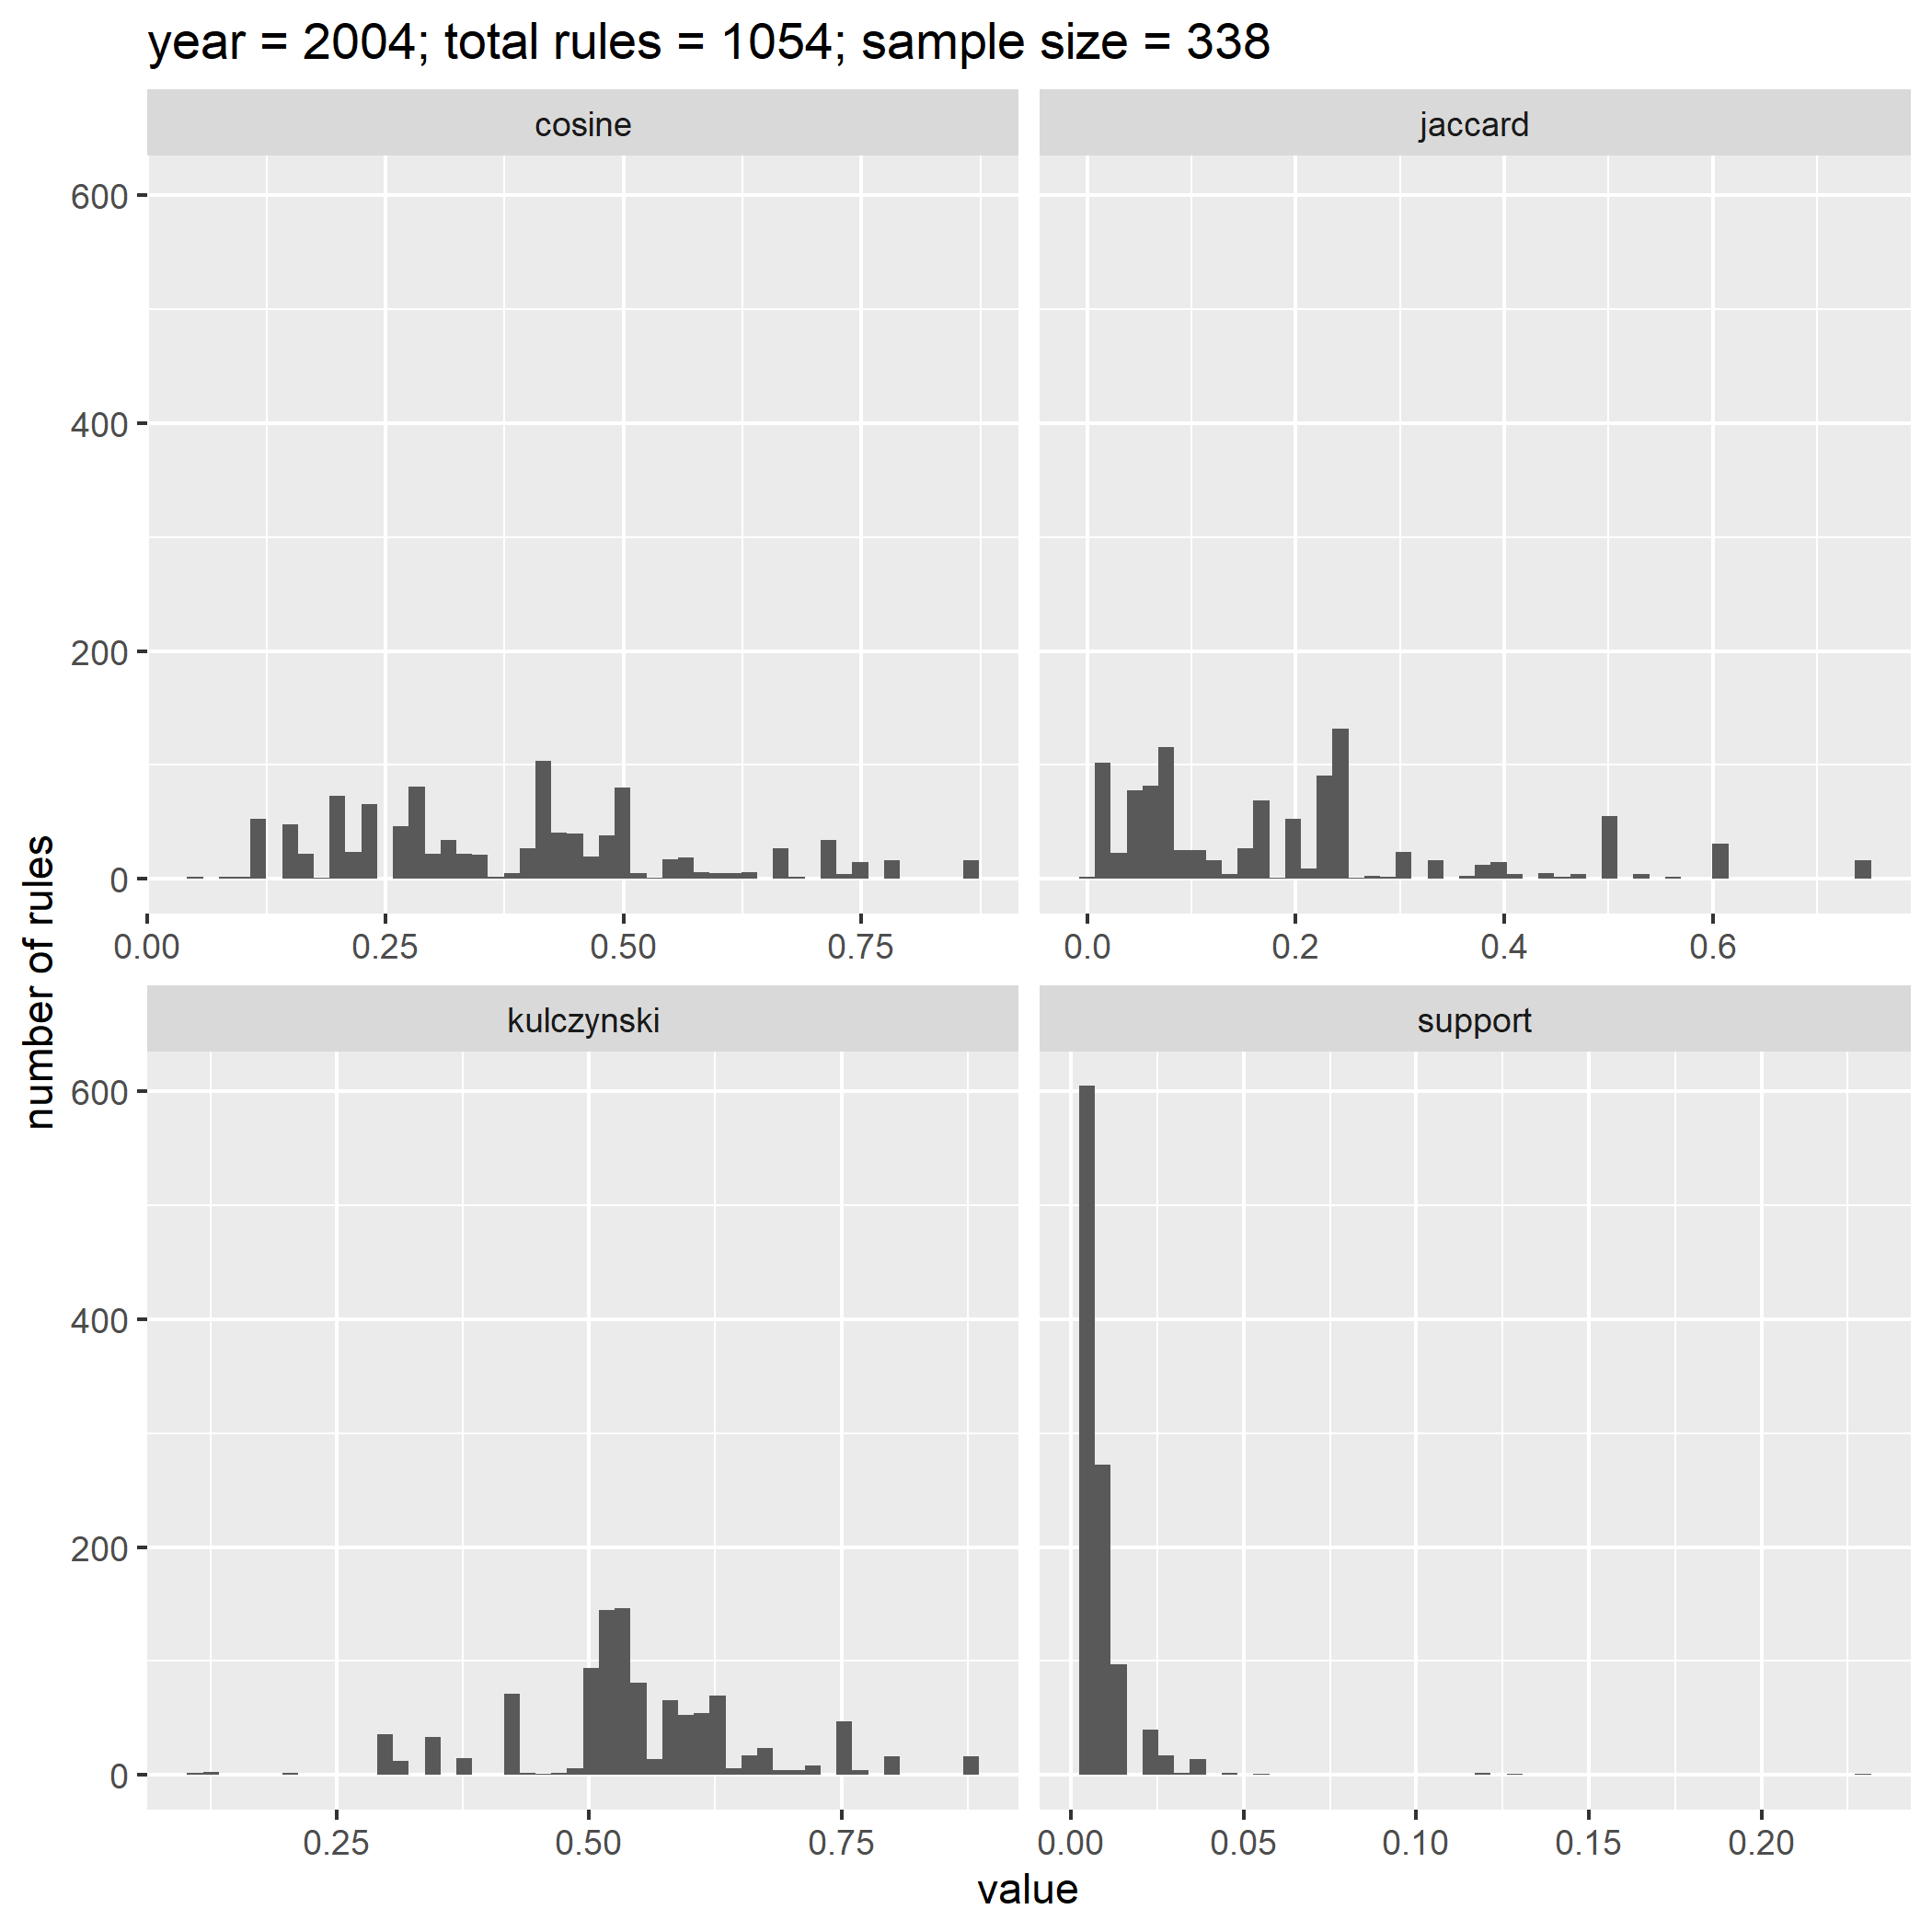 year = 2004; total rules = 1054; sample size = 338
cosine
jaccard
600
400
200
0
0.00 0.25 0.50 0.75
0.0 0.2 0.4 0.6
number of rules
kulczynski
support
600
400
200
0
0.25 0.50 0.75
0.00 0.05 0.10 0.15 0.20
value